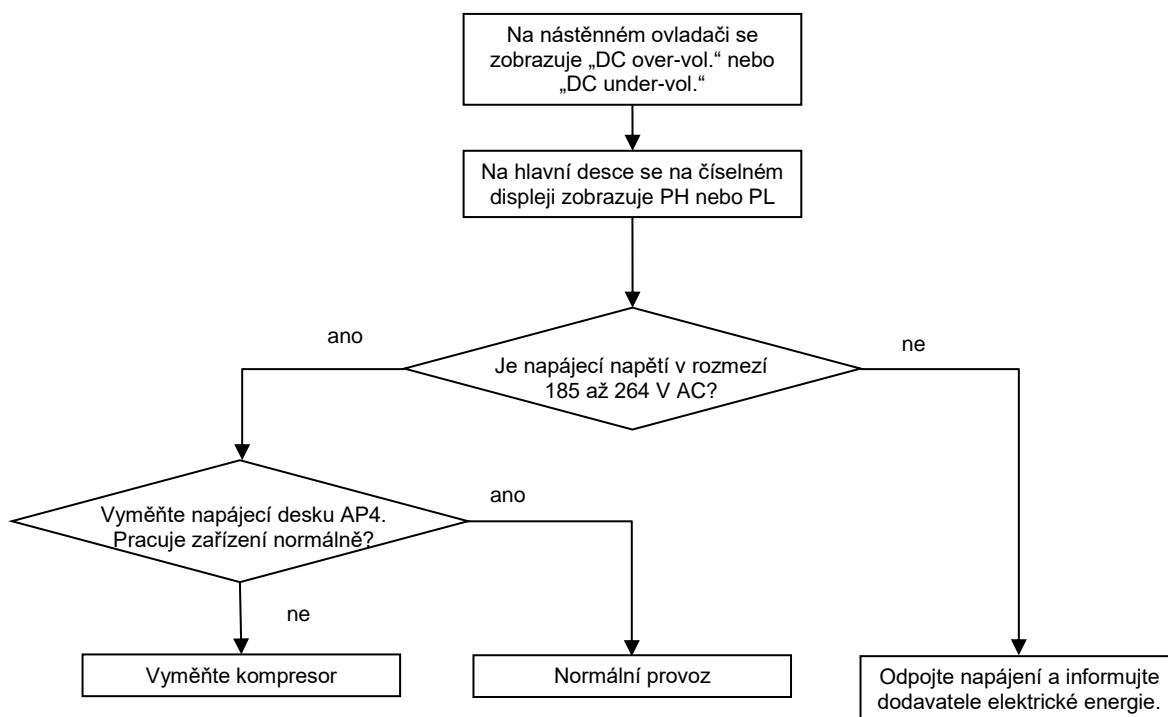 Na nástěnném ovladači se
zobrazuje „DC over-vol.“ nebo
„DC under-vol.“
Na hlavní desce se na číselném
displeji zobrazuje PH nebo PL
ano
ne
Je napájecí napětí v rozmezí
185 až 264 V AC?
ano
Vyměňte napájecí desku AP4.
Pracuje zařízení normálně?
ne
Vyměňte kompresor
Normální provoz
Odpojte napájení a informujte
dodavatele elektrické energie.